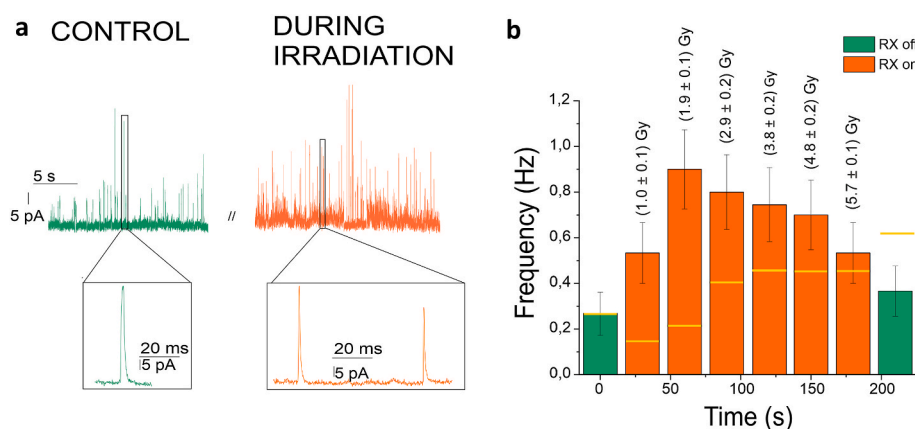 a
CONTROL
DURING
IRRADIATION
5 s
5 pA
//
20 ms
5 pA
20 ms
5 pA
b
RX off
RX on
(1.0 ± 0.1) Gy
(1.9 ± 0.1) Gy
(2.9 ± 0.2) Gy
(3.8 ± 0.2) Gy
(4.8 ± 0.2) Gy
(5.7 ± 0.1) Gy
Frequency (Hz)
1,2
1,0
0,8
0,6
0,4
0,2
0,0
0
50
100
150
200
Time (s)